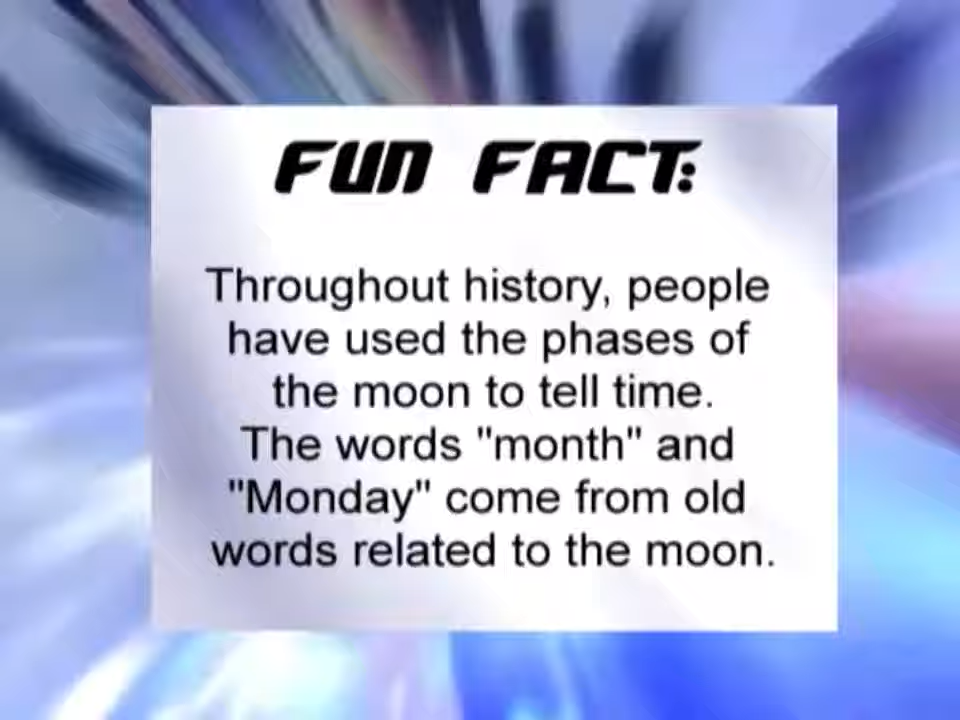 FUN FACT:
Throughout history, people
have used the phases of
the moon to tell time.
The words "month" and
"Monday" come from old
words related to the moon.